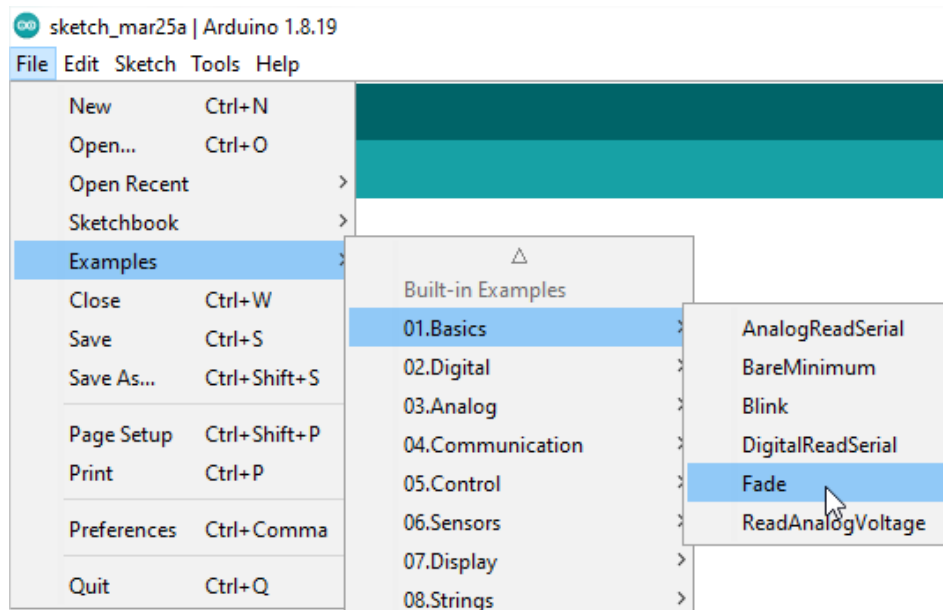 sketch_mar25a | Arduino 1.8.19
File Edit Sketch Tools Help
New Ctrl+N
Open... Ctrl+O
Open Recent
Sketchbook
Examples
Close Ctrl+W
Save Ctrl+S
Save As... Ctrl+Shift+S
Page Setup Ctrl+Shift+P
Print Ctrl+P
Preferences Ctrl+Comma
Quit Ctrl+Q
Built-in Examples
01.Basics
02.Digital
03.Analog
04.Communication
05.Control
06.Sensors
07.Display
08.Strings
AnalogReadSerial
BareMinimum
Blink
DigitalReadSerial
Fade
ReadAnalogVoltage